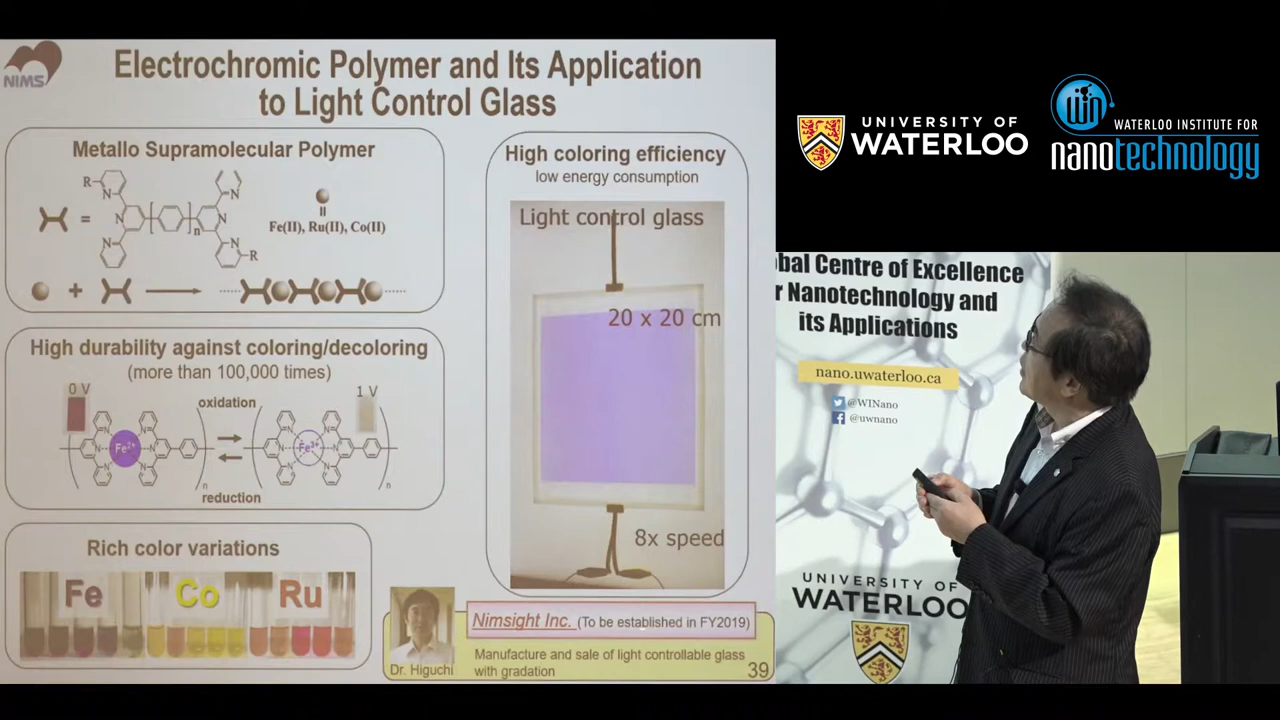 NIMS
Electrochromic Polymer and Its Application
to Light Control Glass
Metallo Supramolecular Polymer
R
N
N
N
N
N
N
n
R
=
=
Fe(II), Ru(II), Co(II)
+
High durability against coloring/decoloring
(more than 100,000 times)
0 V
oxidation
1 V
Fe2+
Fe3+
n
n
reduction
Rich color variations
Fe
Co
Ru
High coloring efficiency
low energy consumption
Light control glass
20 x 20 cm
8x speed
Dr. Higuchi
Nimsight Inc. (To be established in FY2019)
Manufacture and sale of light controllable glass
with gradation
39
UNIVERSITY OF
WATERLOO
WIN
WATERLOO INSTITUTE FOR
nanotechnology
bal Centre of Excellence
r Nanotechnology and
its Applications
nano.uwaterloo.ca
@WINano
@uwnano
UNIVERSITY OF
WATERLOO